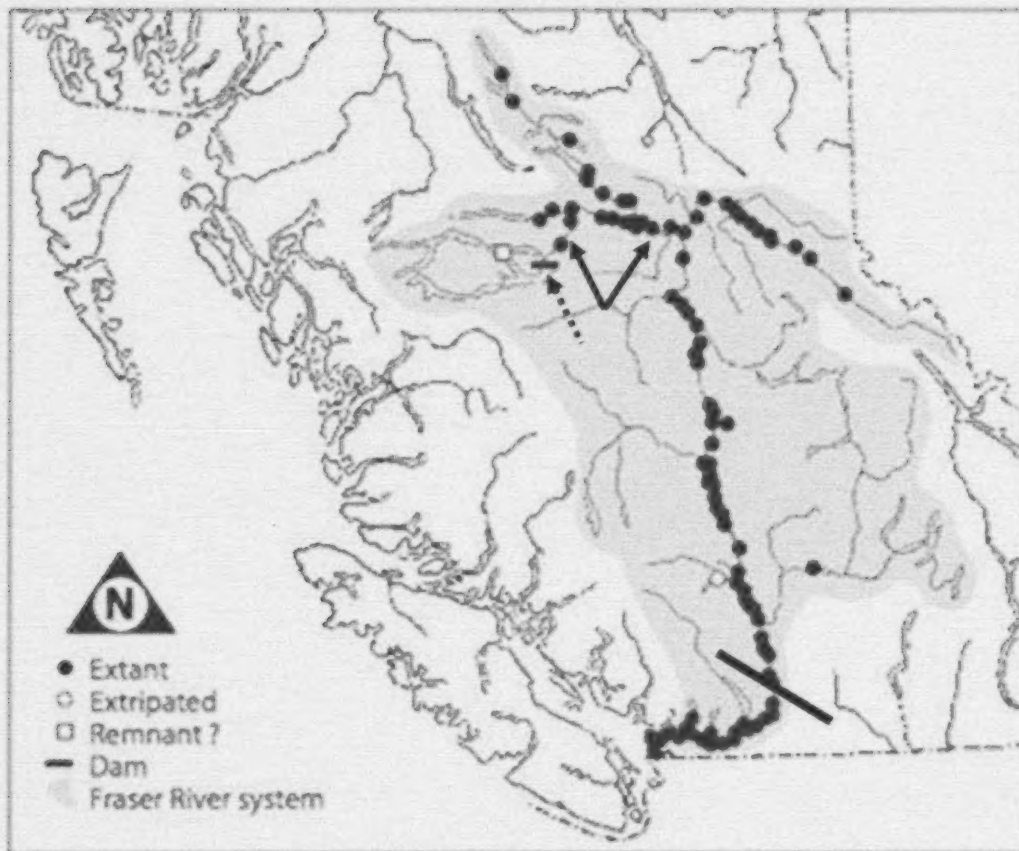 N
Extant
Extripated
Remnant ?
Dam
Fraser River system